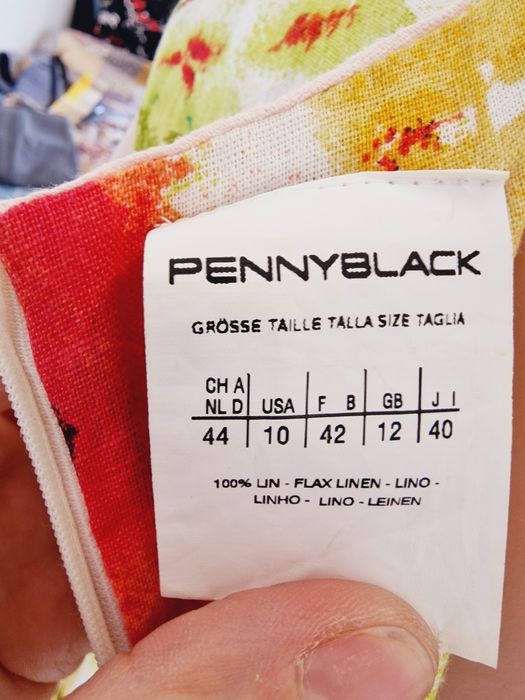 PENNYBLACK
GRÖSSE TAILLE TALLA SIZE TAGLIA
CH A
NL D USA F B GB J I
44 10 42 12 40
100% LIN - FLAX LINEN - LINO -
LINHO - LINO - LEINEN